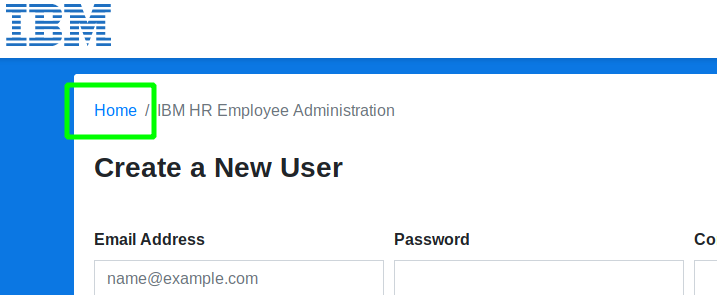 IBM
Home / IBM HR Employee Administration
Create a New User
Email Address Password Co
name@example.com